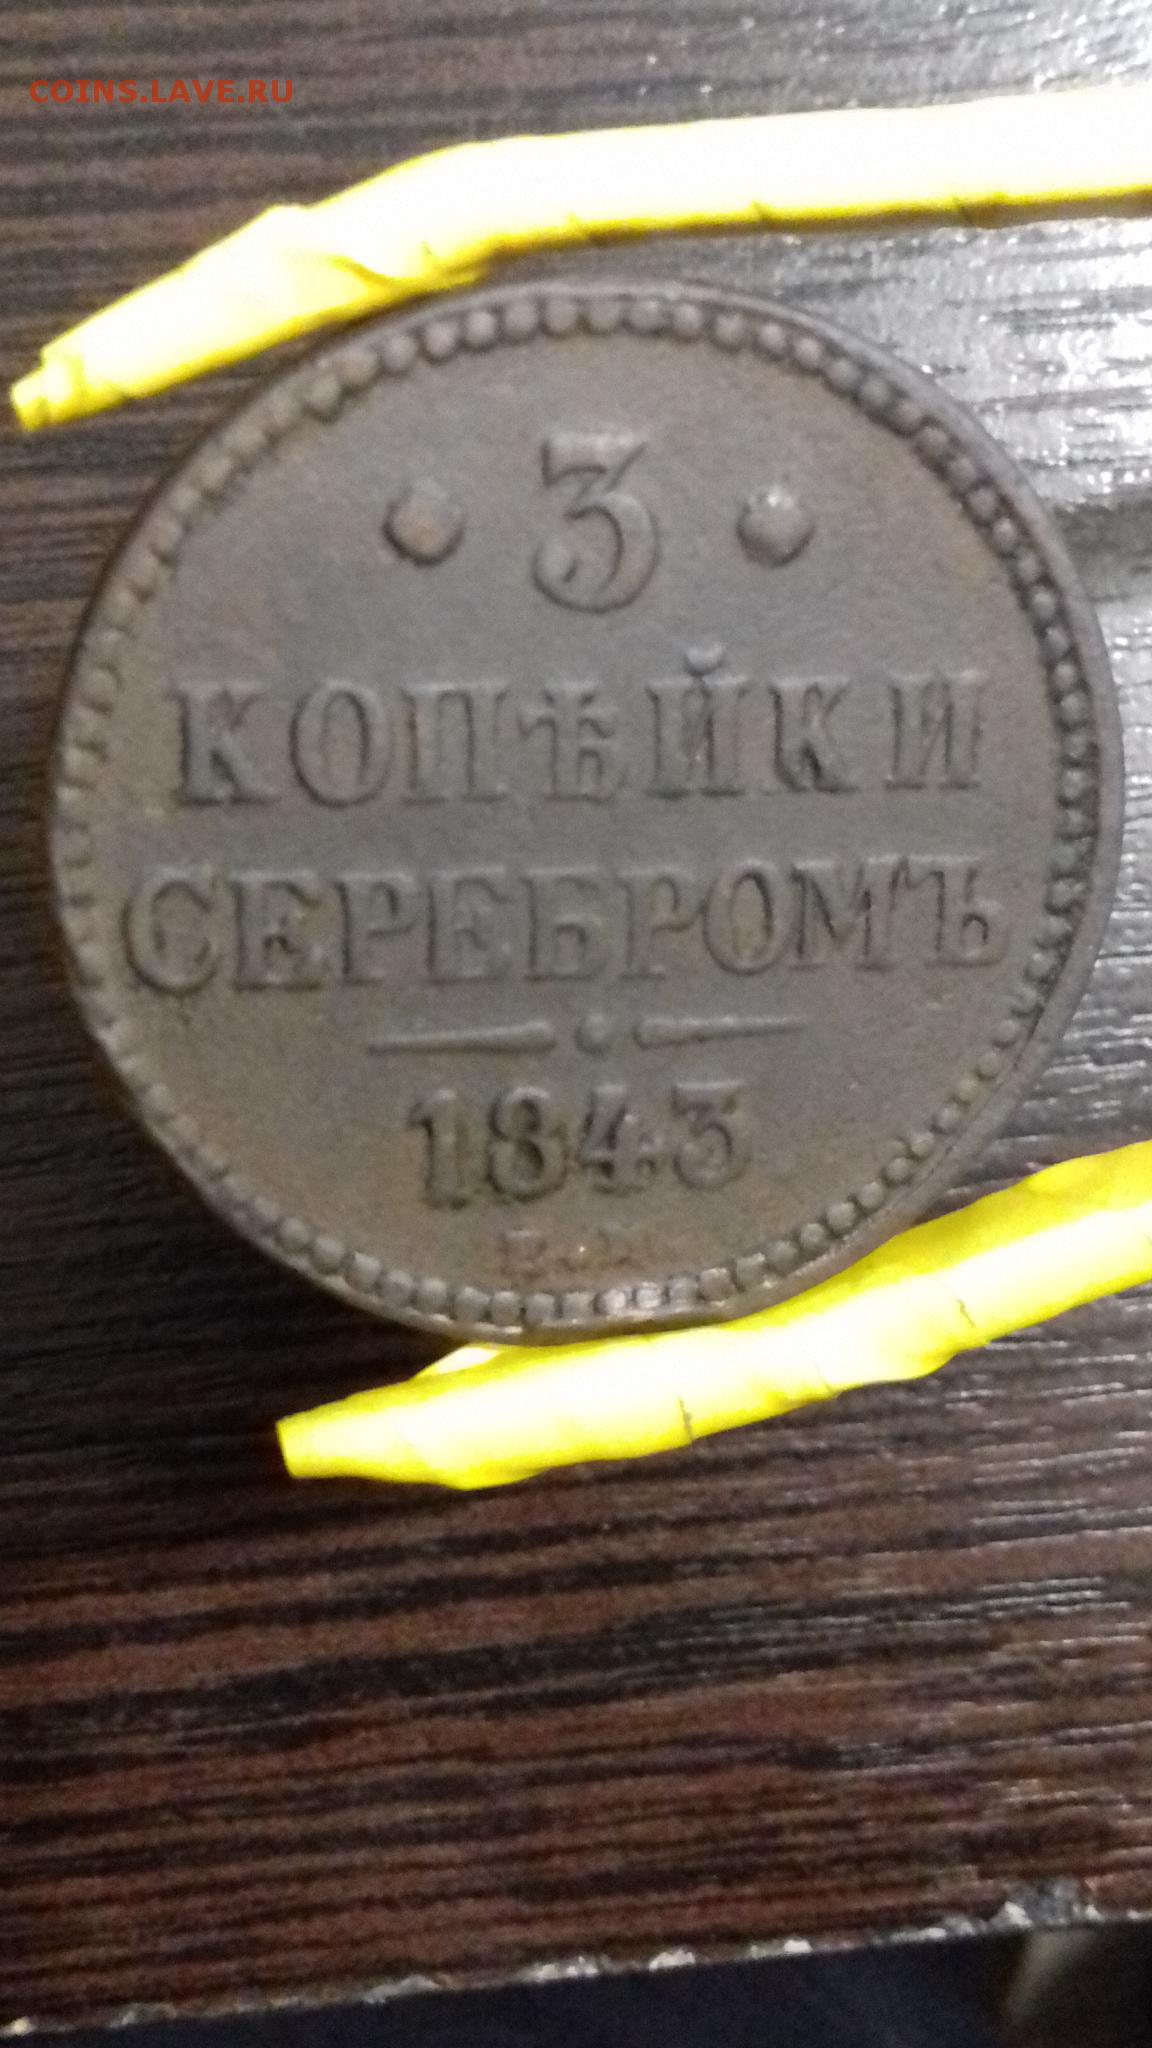 COINS.LAVE.RU
3
КОПѢЙКИ
СЕРЕБРОМЪ
1843